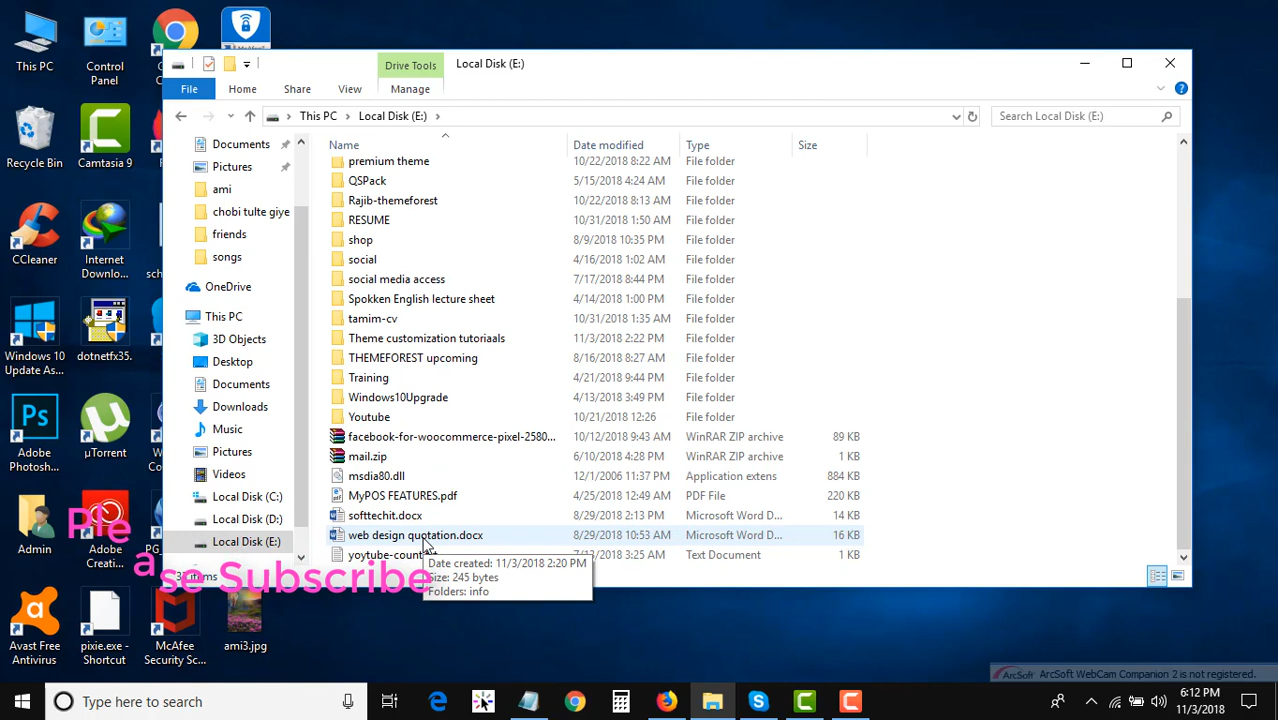 This PC
Control
Panel
Recycle Bin
Camtasia 9
CCleaner
Internet
Downlo...
Windows 10
Update As...
dotnetfx35.
Adobe
Photosh...
µTorrent
Admin
Adobe
Creati...
Avast Free
Antivirus
pixie.exe -
Shortcut
McAfee
Security Sc...
ami3.jpg
Drive Tools
Local Disk (E:)
File
Home
Share
View
Manage
This PC
Local Disk (E:)
Search Local Disk (E:)
Documents
Pictures
ami
chobi tulte giye
friends
songs
OneDrive
This PC
3D Objects
Desktop
Documents
Downloads
Music
Pictures
Videos
Local Disk (C:)
Local Disk (D:)
Local Disk (E:)
Name Date modified Type Size
premium theme 10/22/2018 8:22 AM File folder
QSPack 5/15/2018 4:24 AM File folder
Rajib-themeforest 10/22/2018 8:13 AM File folder
RESUME 10/31/2018 1:50 AM File folder
shop 8/9/2018 10:35 PM File folder
social 4/16/2018 1:02 AM File folder
social media access 7/17/2018 8:44 PM File folder
Spokken English lecture sheet 4/14/2018 1:00 PM File folder
tamim-cv 10/31/2018 1:35 AM File folder
Theme customization tutoriaals 11/3/2018 2:22 PM File folder
THEMEFOREST upcoming 8/16/2018 8:27 AM File folder
Training 4/21/2018 9:44 PM File folder
Windows10Upgrade 4/13/2018 3:49 PM File folder
Youtube 10/21/2018 12:26 File folder
facebook-for-woocommerce-pixel-2580... 10/12/2018 9:43 AM WinRAR ZIP archive 89 KB
mail.zip 6/10/2018 4:28 PM WinRAR ZIP archive 1 KB
msdia80.dll 12/1/2006 11:37 PM Application extens 884 KB
MyPOS FEATURES.pdf 4/25/2018 12:49 AM PDF File 220 KB
softtechit.docx 8/29/2018 2:13 PM Microsoft Word D... 14 KB
web design quotation.docx 8/29/2018 10:53 AM Microsoft Word D... 16 KB
3:25 AM Text Document 1 KB
Date created: 11/3/2018 2:20 PM
Size: 245 bytes
Folders: info
items
Please Subscribe
ArcSoft ArcSoft WebCam Companion 2 is not registered.
Type here to search
6:12 PM
11/3/2018